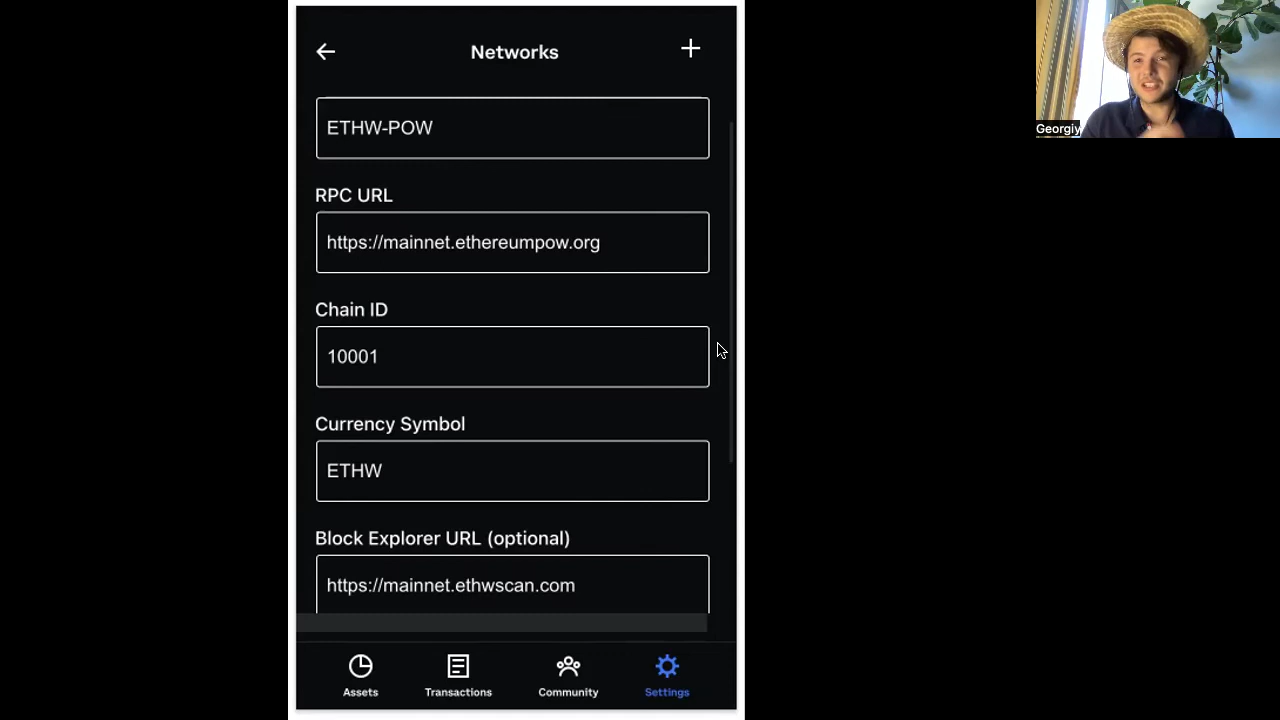 Networks
ETHW-POW
RPC URL
https://mainnet.ethereumpow.org
Chain ID
10001
Currency Symbol
ETHW
Block Explorer URL (optional)
https://mainnet.ethwscan.com
Assets
Transactions
Community
Settings
Georgiy